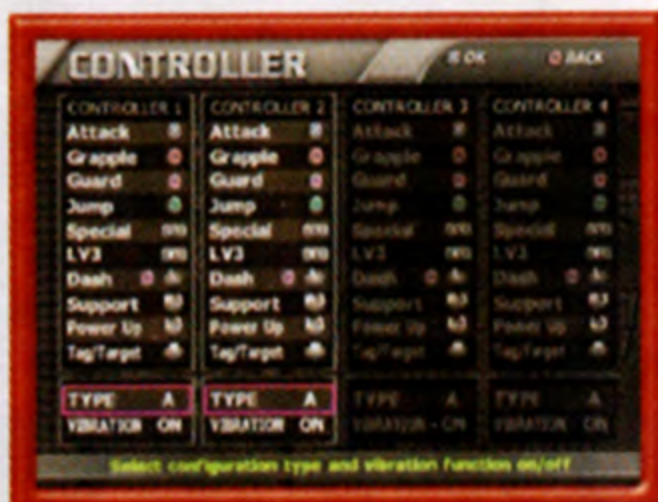 CONTROLLER
OK
BACK
CONTROLLER 1
Attack
Grapple
Guard
Jump
Special
LV3
Dash
Support
Power Up
Tag/Target
TYPE A
VIBRATION ON
CONTROLLER 2
Attack
Grapple
Guard
Jump
Special
LV3
Dash
Support
Power Up
Tag/Target
TYPE A
VIBRATION ON
CONTROLLER 3
Attack
Grapple
Guard
Jump
Special
LV3
Dash
Support
Power Up
Tag/Target
TYPE A
VIBRATION ON
CONTROLLER 4
Attack
Grapple
Guard
Jump
Special
LV3
Dash
Support
Power Up
Tag/Target
TYPE A
VIBRATION ON
Select configuration type and vibration function on/off